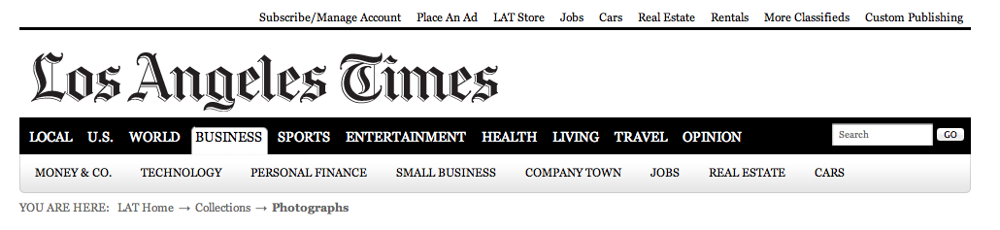 Subscribe/Manage Account Place An Ad LAT Store Jobs Cars Real Estate Rentals More Classifieds Custom Publishing
Los Angeles Times
LOCAL U.S. WORLD BUSINESS SPORTS ENTERTAINMENT HEALTH LIVING TRAVEL OPINION Search GO
MONEY & CO. TECHNOLOGY PERSONAL FINANCE SMALL BUSINESS COMPANY TOWN JOBS REAL ESTATE CARS
YOU ARE HERE: LAT Home → Collections → Photographs